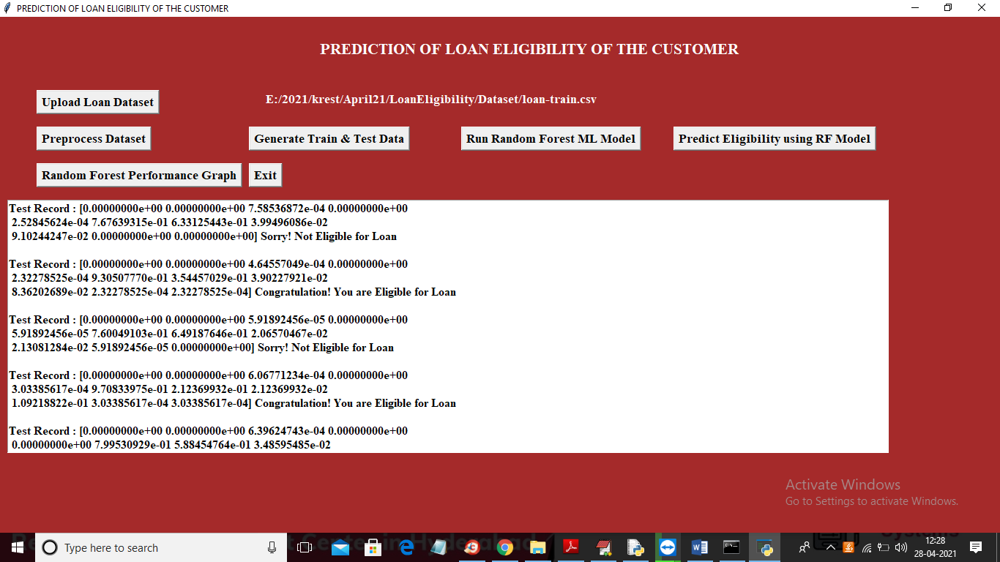 PREDICTION OF LOAN ELIGIBILITY OF THE CUSTOMER
PREDICTION OF LOAN ELIGIBILITY OF THE CUSTOMER
Upload Loan Dataset
E:/2021/krest/April21/LoanEligibility/Dataset/loan-train.csv
Preprocess Dataset
Generate Train & Test Data
Run Random Forest ML Model
Predict Eligibility using RF Model
Random Forest Performance Graph
Exit
Test Record : [0.00000000e+00 0.00000000e+00 7.58536872e-04 0.00000000e+00
2.52845624e-04 7.67639315e-01 6.33125443e-01 3.99496086e-02
9.10244247e-02 0.00000000e+00 0.00000000e+00] Sorry! Not Eligible for Loan
Test Record : [0.00000000e+00 0.00000000e+00 4.64557049e-04 0.00000000e+00
2.32278525e-04 9.30507770e-01 3.54457029e-01 3.90227921e-02
8.36202689e-02 2.32278525e-04 2.32278525e-04] Congratulation! You are Eligible for Loan
Test Record : [0.00000000e+00 0.00000000e+00 5.91892456e-05 0.00000000e+00
5.91892456e-05 7.60049103e-01 6.49187646e-01 2.06570467e-02
2.13081284e-02 5.91892456e-05 0.00000000e+00] Sorry! Not Eligible for Loan
Test Record : [0.00000000e+00 0.00000000e+00 6.06771234e-04 0.00000000e+00
3.03385617e-04 9.70833975e-01 2.12369932e-01 2.12369932e-02
1.09218822e-01 3.03385617e-04 3.03385617e-04] Congratulation! You are Eligible for Loan
Test Record : [0.00000000e+00 0.00000000e+00 6.39624743e-04 0.00000000e+00
0.00000000e+00 7.99530929e-01 5.88454764e-01 3.48595485e-02
Activate Windows
Go to Settings to activate Windows.
Type here to search
12:28
28-04-2021